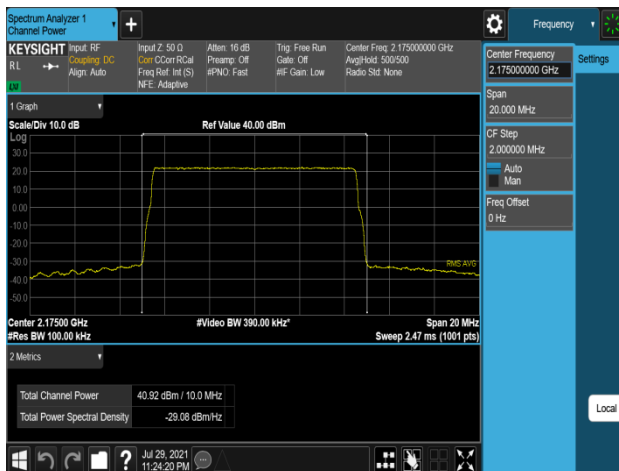 Spectrum Analyzer 1
Channel Power
Frequency
KEYSIGHT
Input: RF
Coupling: DC
Align: Auto
R L
LVI
Input Z: 50 Ω
Corr CCorr RCal
Freq Ref: Int (S)
NFE: Adaptive
Atten: 16 dB
Preamp: Off
#PNO: Fast
Trig: Free Run
Gate: Off
#IF Gain: Low
Center Freq: 2.175000000 GHz
Avg|Hold: 500/500
Radio Std: None
Center Frequency
2.175000000 GHz
Settings
Span
20.000 MHz
CF Step
2.000000 MHz
Auto
Man
Freq Offset
0 Hz
Local
1 Graph
Scale/Div 10.0 dB
Ref Value 40.00 dBm
Log
30.0
20.0
10.0
0.00
-10.0
-20.0
-30.0
-40.0
-50.0
RMS AVG
Center 2.17500 GHz
#Video BW 390.00 kHz*
Span 20 MHz
#Res BW 100.00 kHz
Sweep 2.47 ms (1001 pts)
2 Metrics
Total Channel Power 40.92 dBm / 10.0 MHz
Total Power Spectral Density -29.08 dBm/Hz
Jul 29, 2021
11:24:20 PM